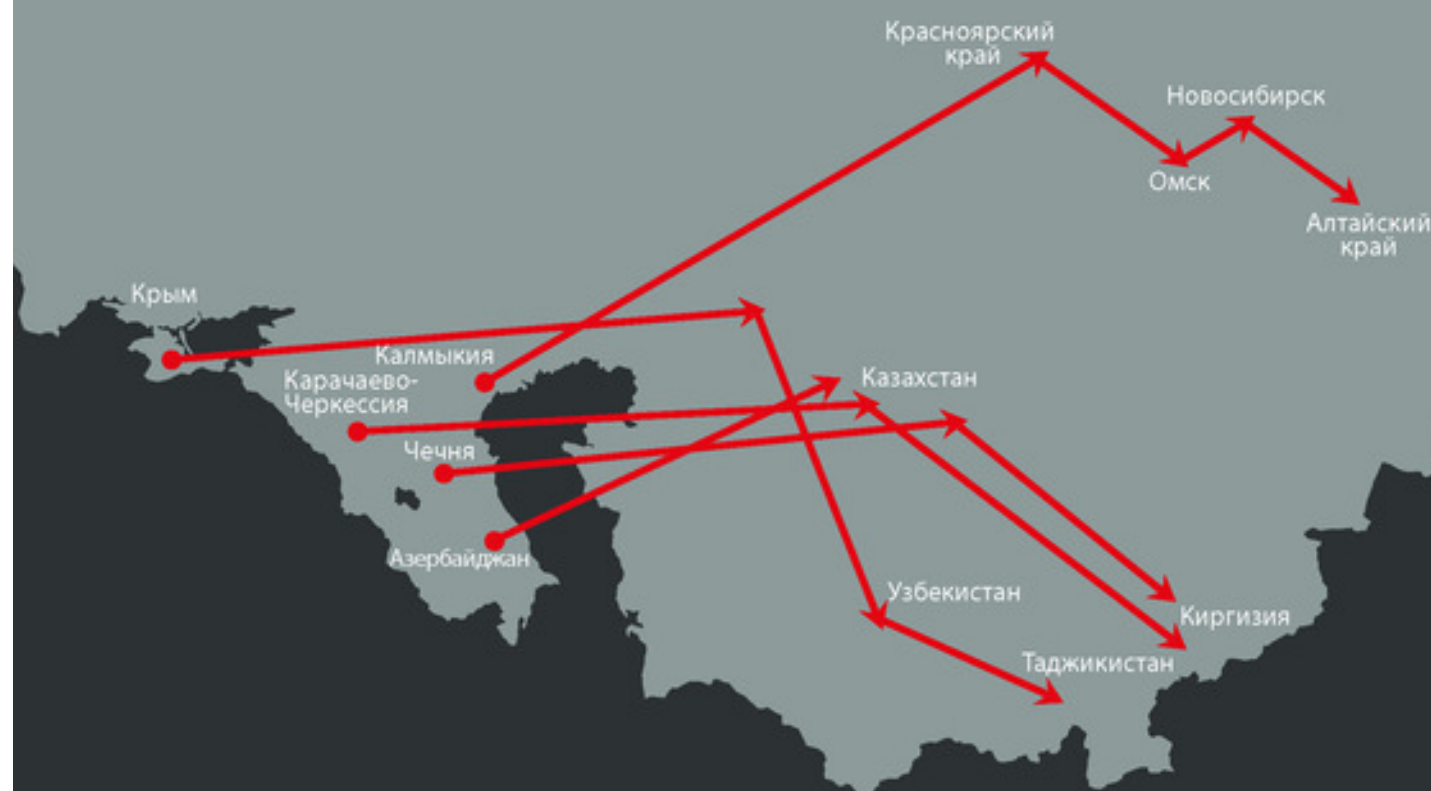 Красноярский
край
Новосибирск
Омск
Алтайский
край
Крым
Калмыкия
Карачаево-
Черкессия
Казахстан
Чечня
Азербайджан
Узбекистан
Киргизия
Таджикистан